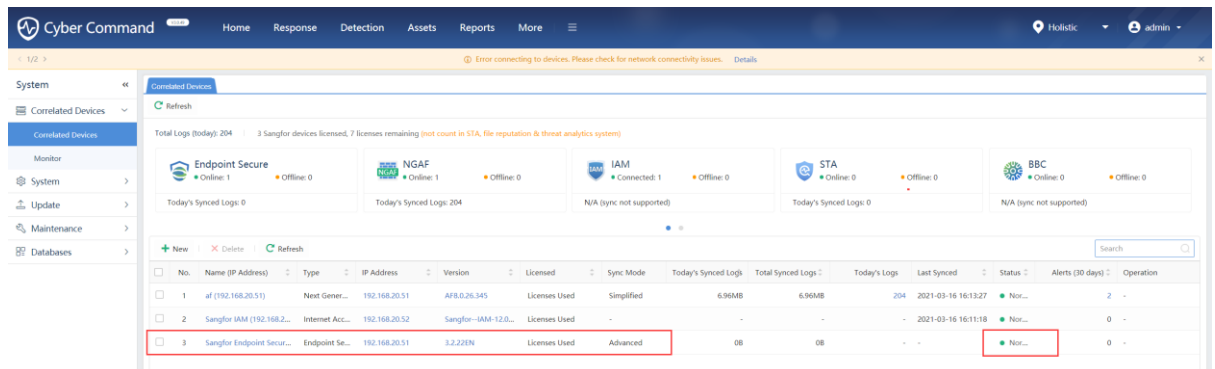 Cyber Command
Home Response Detection Assets Reports More
Holistic admin
< 1/2 >
Error connecting to devices. Please check for network connectivity issues. Details
System
Correlated Devices
Correlated Devices
Monitor
System
Update
Maintenance
Databases
Correlated Devices
Refresh
Total Logs (today): 204 3 Sangfor devices licensed, 7 licenses remaining (not count in STA, file reputation & threat analytics system)
Endpoint Secure
Online: 1 Offline: 0
Today's Synced Logs: 0
NGAF
NGAF
Online: 1 Offline: 0
Today's Synced Logs: 204
IAM
IAM
Connected: 1 Offline: 0
N/A (sync not supported)
STA
Online: 0 Offline: 0
Today's Synced Logs: 0
BBC
Online: 0 Offline: 0
N/A (sync not supported)
New Delete Refresh
Search
No. Name (IP Address) Type IP Address Version Licensed Sync Mode Today's Synced Logs Total Synced Logs Today's Logs Last Synced Status Alerts (30 days) Operation
1 af (192.168.20.51) Next Gener... 192.168.20.51 AF8.0.26.345 Licenses Used Simplified 6.96MB 6.96MB 204 2021-03-16 16:13:27 Nor... 2 -
2 Sangfor IAM (192.168.2... Internet Acc... 192.168.20.52 Sangfor--IAM-12.0... Licenses Used - - - - 2021-03-16 16:11:18 Nor... 0 -
3 Sangfor Endpoint Secur... Endpoint Se... 192.168.20.51 3.2.22EN Licenses Used Advanced 0B 0B - - Nor... 0 -